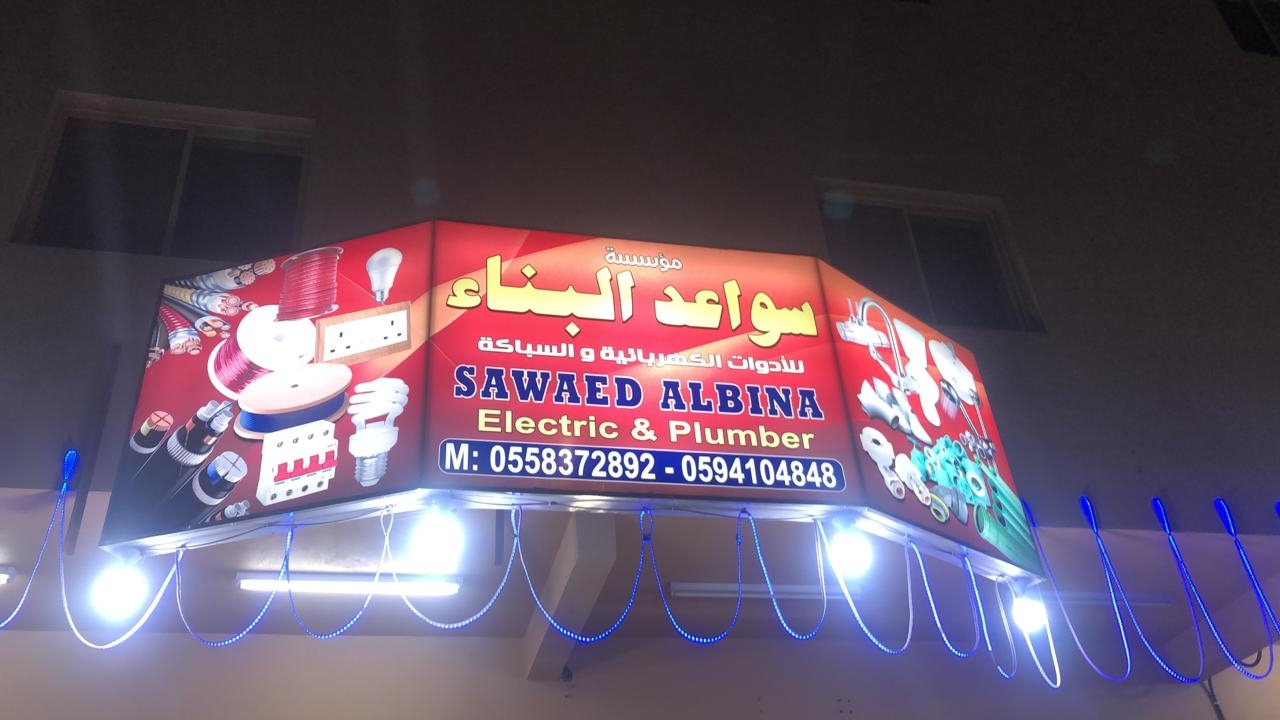 مؤسسة
سواعد البناء
للأدوات الكهربائية و السباكة
SAWAED ALBINA
Electric & Plumber
M: 0558372892 - 0594104848